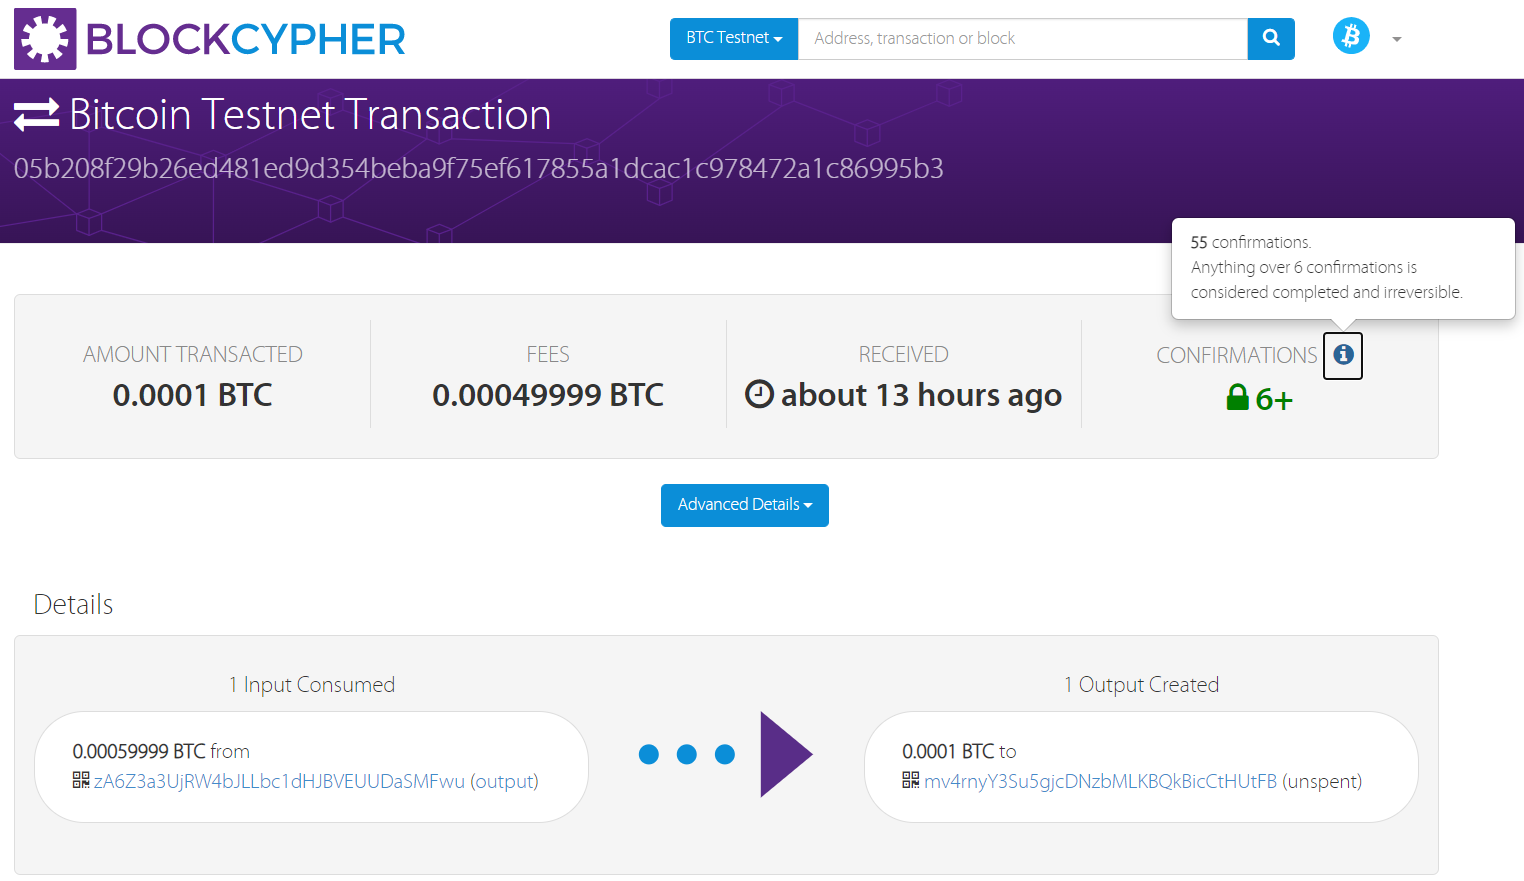 BLOCKCYPHER
BTC Testnet
Address, transaction or block
Bitcoin Testnet Transaction
05b208f29b26ed481ed9d354beba9f75ef617855a1dcac1c978472a1c86995b3
55 confirmations.
Anything over 6 confirmations is
considered completed and irreversible.
AMOUNT TRANSACTED
0.0001 BTC
FEES
0.00049999 BTC
RECEIVED
about 13 hours ago
CONFIRMATIONS
6+
Advanced Details
Details
1 Input Consumed
0.00059999 BTC from
zA6Z3a3UjRW4bJLLbc1dHJBVEUUDaSMFwu (output)
1 Output Created
0.0001 BTC to
mv4rnyY3Su5gjcDNzbMLKBQkBicCtHUtFB (unspent)